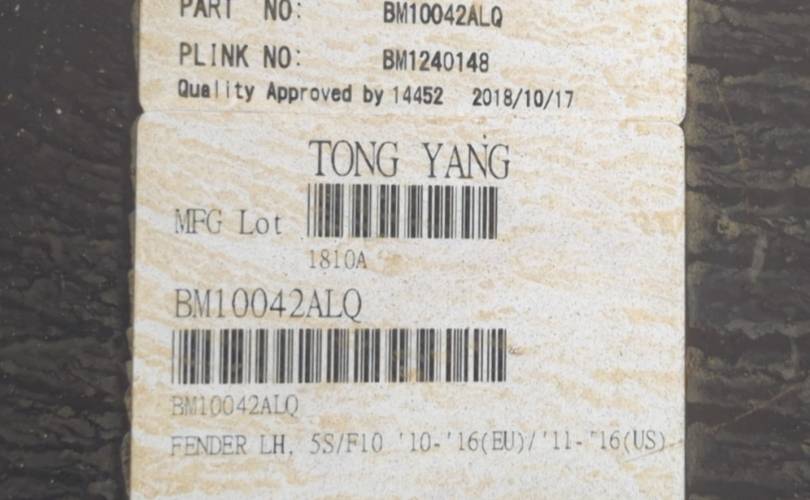 PART NO: BM10042ALQ
PLINK NO: BM1240148
Quality Approved by 14452 2018/10/17
TONG YANG
MFG Lot
1810A
BM10042ALQ
BM10042ALQ
FENDER LH, 5S/F10 '10-'16(EU)/'11-'16(US)